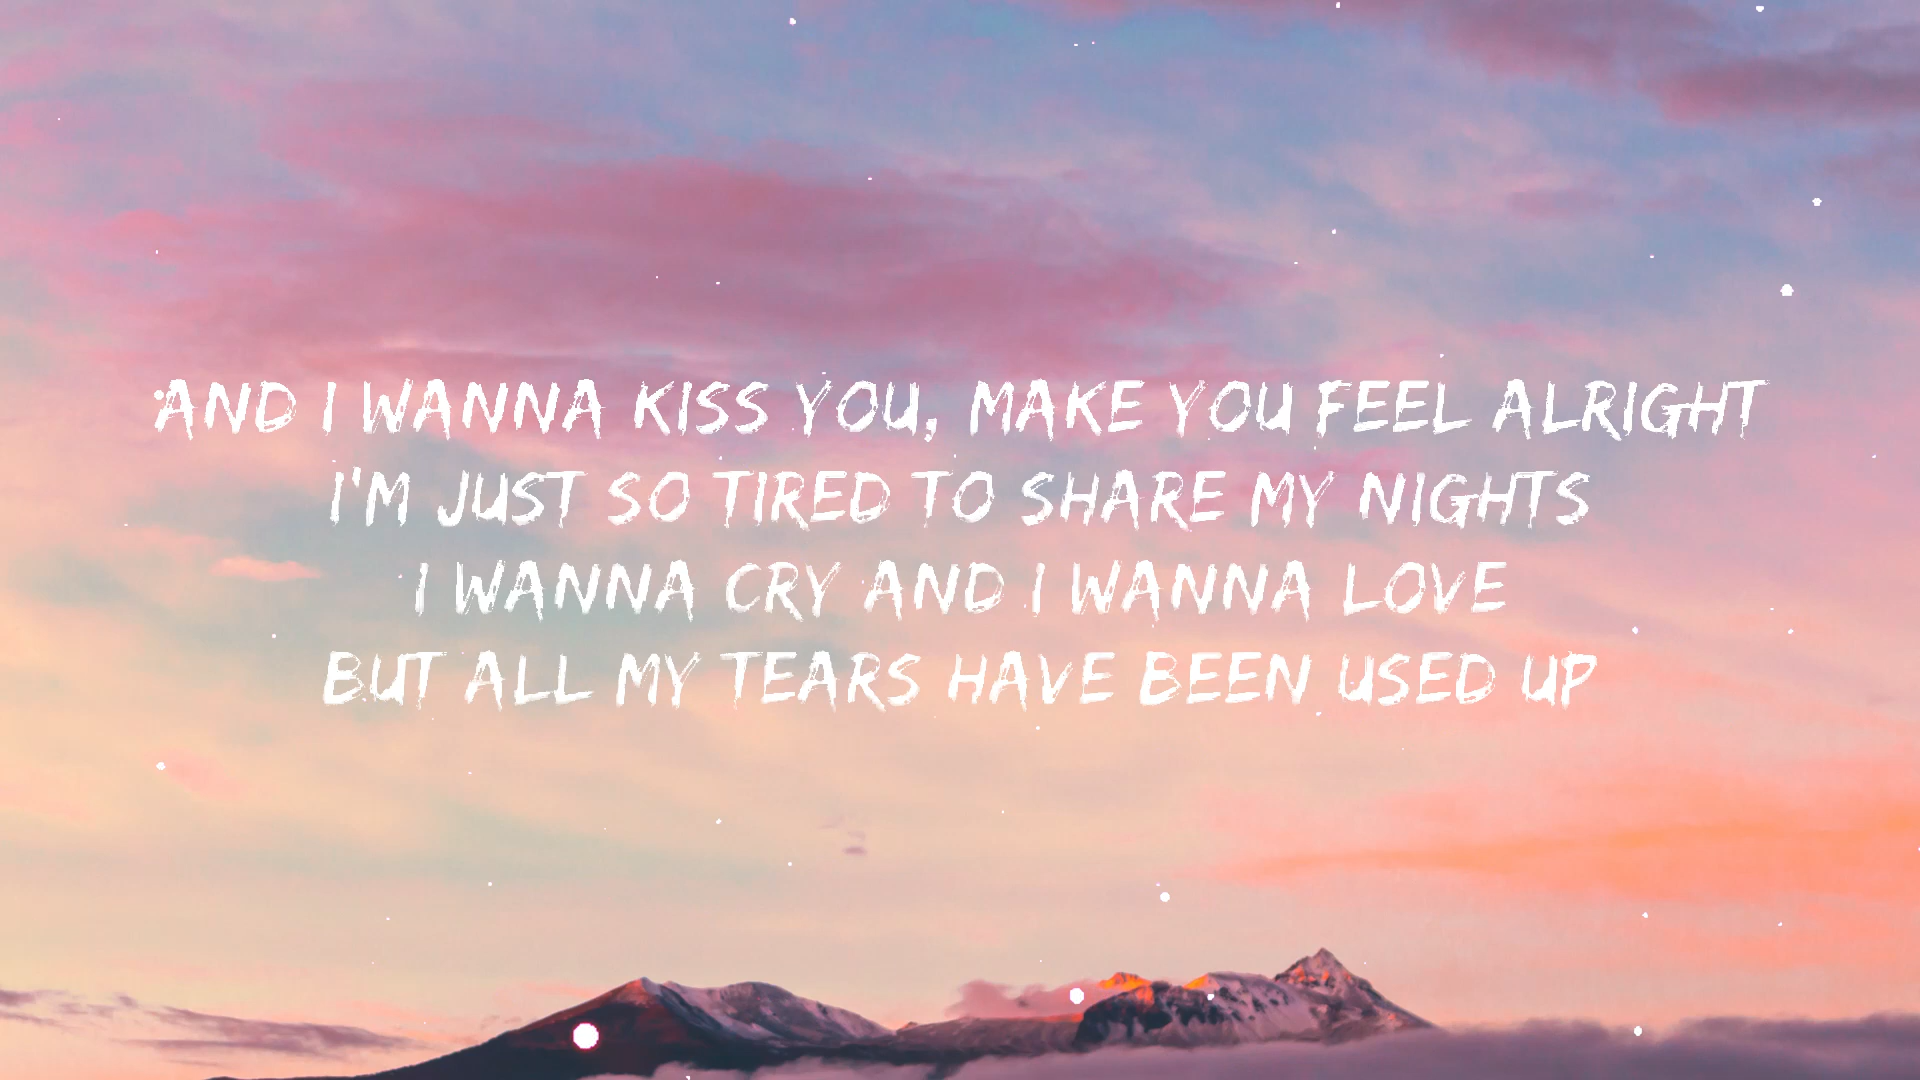 AND I WANNA KISS YOU, MAKE YOU FEEL ALRIGHT
I'M JUST SO TIRED TO SHARE MY NIGHTS
I WANNA CRY AND I WANNA LOVE
BUT ALL MY TEARS HAVE BEEN USED UP